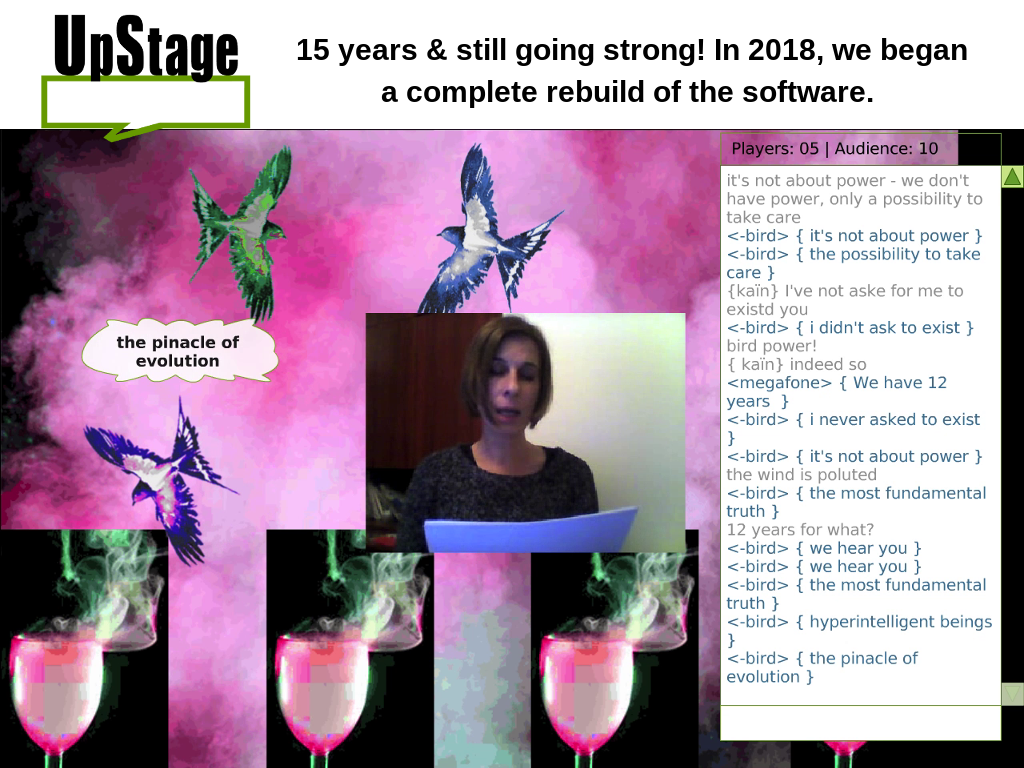 UpStage
15 years & still going strong! In 2018, we began
a complete rebuild of the software.
Players: 05 | Audience: 10
it's not about power - we don't
have power, only a possibility to
take care
<-bird> { it's not about power }
<-bird> { the possibility to take
care }
{kaïn} I've not aske for me to
existd you
<-bird> { i didn't ask to exist }
bird power!
{ kaïn} indeed so
<megafone> { We have 12
years  }
<-bird> { i never asked to exist
}
<-bird> { it's not about power }
the wind is poluted
<-bird> { the most fundamental
truth }
12 years for what?
<-bird> { we hear you }
<-bird> { we hear you }
<-bird> { the most fundamental
truth }
<-bird> { hyperintelligent beings
}
<-bird> { the pinacle of
evolution }
the pinacle of
evolution